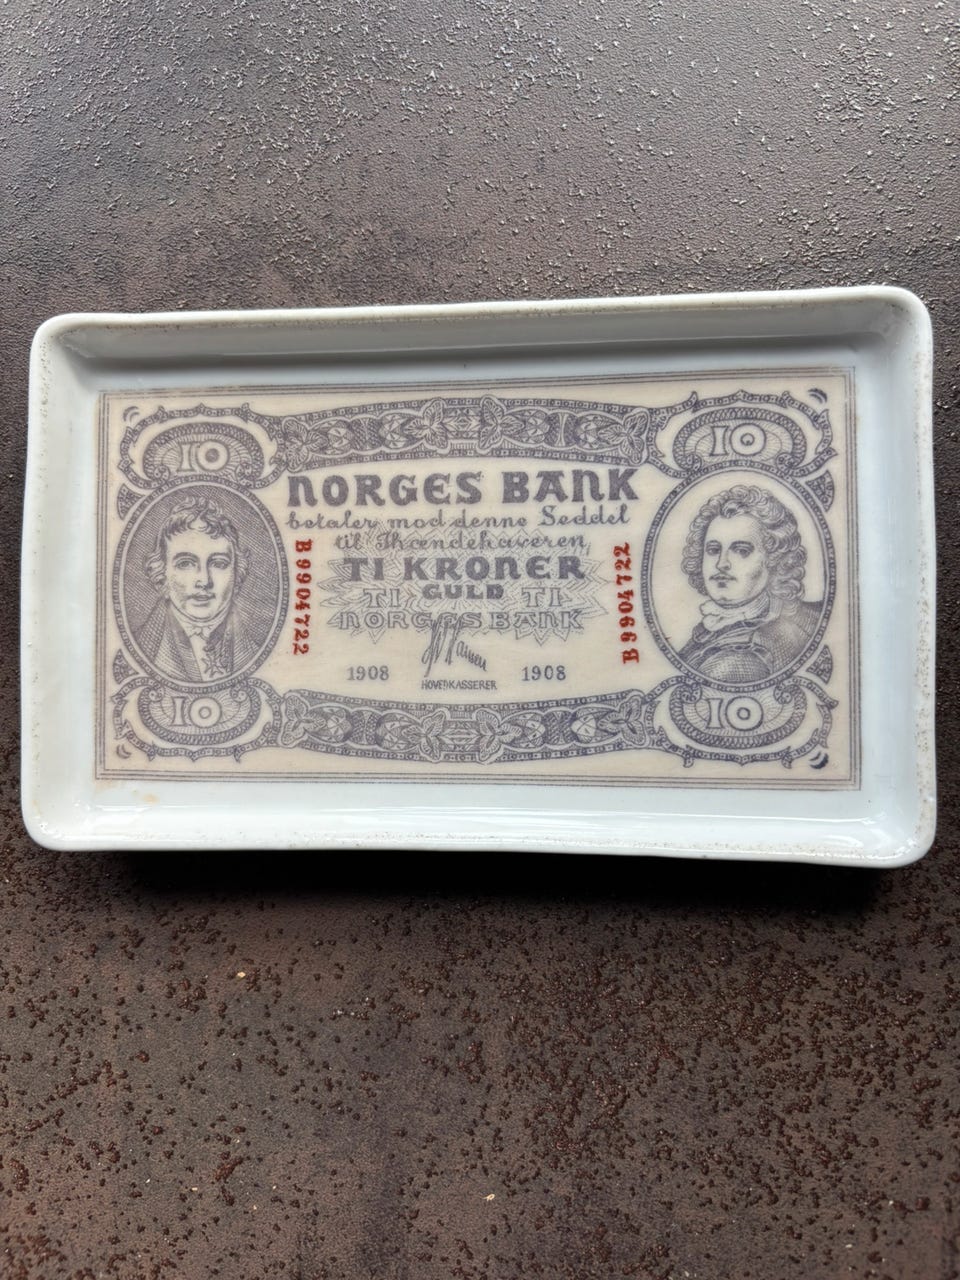 10 10
NORGES BANK
betaler mod denne Seddel
til Ihændehaveren,
TI KRONER
TI GULD TI
NORGES BANK
B 9904722
B 9904722
1908 1908
HOVEDKASSERER
10 10